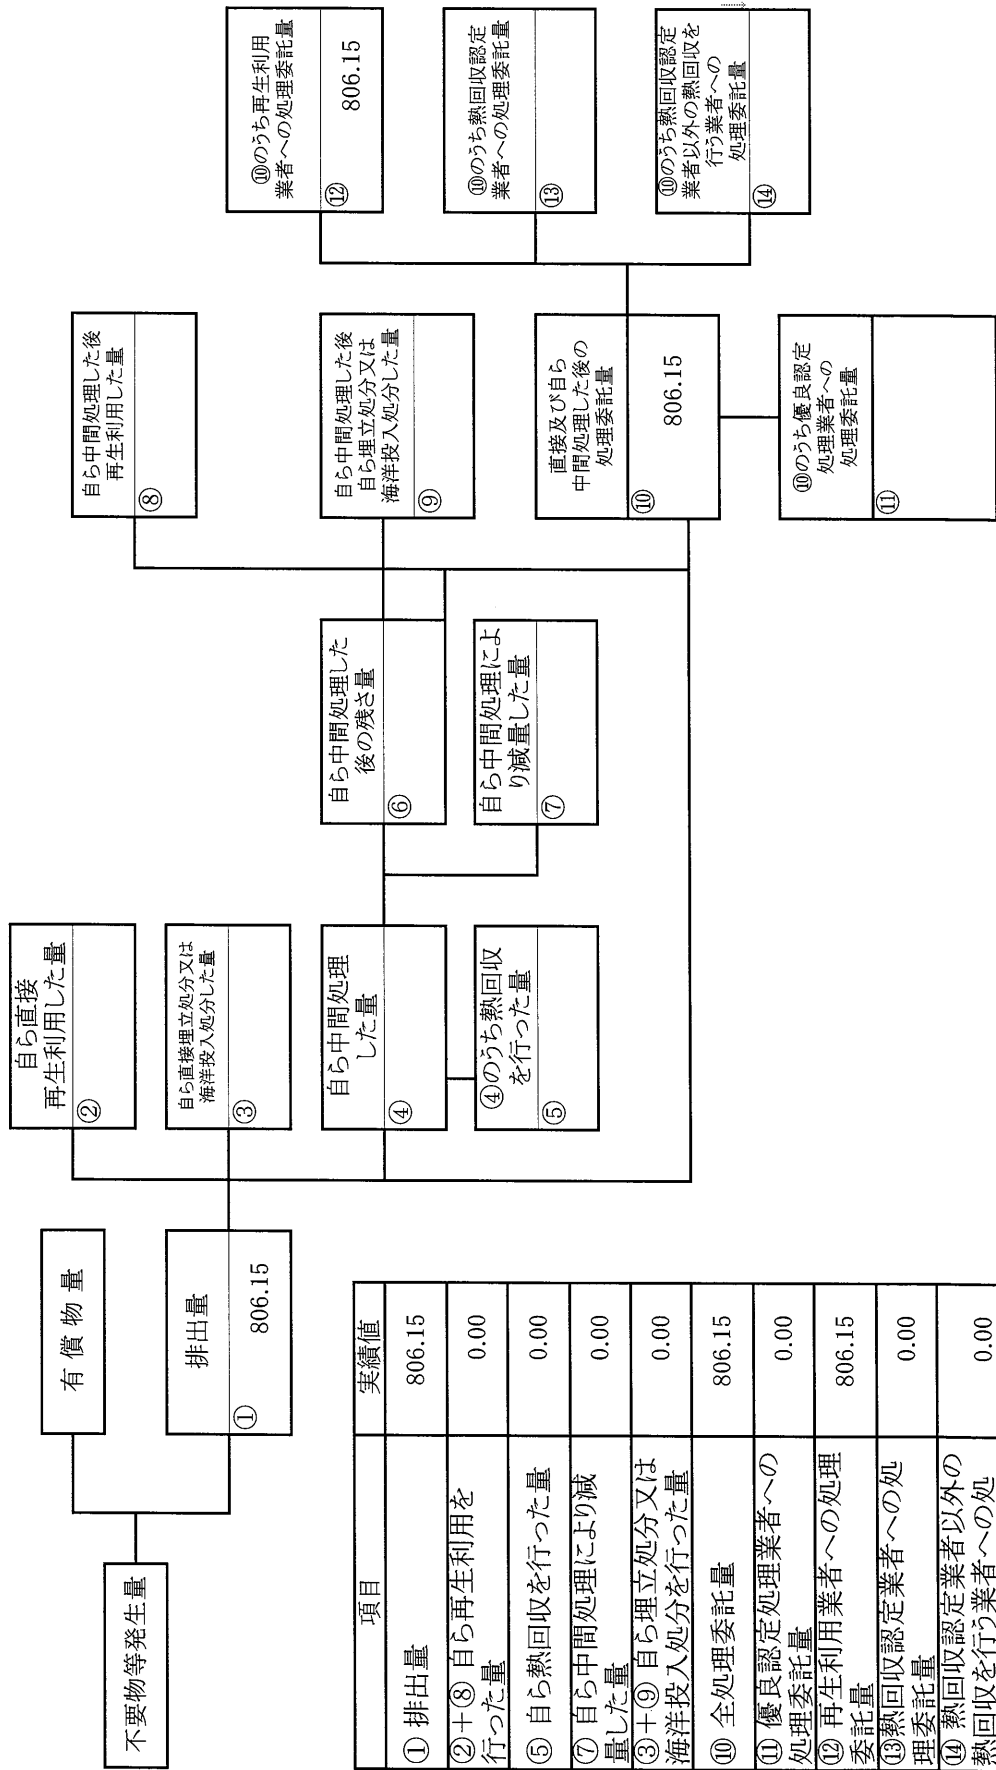 不要物等発生量
有償物量
排出量
①
806.15
自ら直接
再生利用した量
②
自ら直接埋立処分又は
海洋投入処分した量
③
自ら中間処理
した量
④
④のうち熱回収
を行った量
⑤
自ら中間処理した
後の残さ量
⑥
自ら中間処理によ
り減量した量
⑦
自ら中間処理した後
再生利用した量
⑧
自ら中間処理した後
自ら埋立処分又は
海洋投入処分した量
⑨
直接及び自ら
中間処理した後の
処理委託量
⑩
806.15
⑩のうち優良認定
処理業者への
処理委託量
⑪
⑩のうち再生利用
業者への処理委託量
⑫
806.15
⑩のうち熱回収認定
業者への処理委託量
⑬
⑩のうち熱回収認定
業者以外の熱回収を
行う業者への
処理委託量
⑭
項目 実績値
① 排出量 806.15
②+⑧ 自ら再生利用を
行った量 0.00
⑤ 自ら熱回収を行った量 0.00
⑦ 自ら中間処理により減
量した量 0.00
③+⑨ 自ら埋立処分又は
海洋投入処分を行った量 0.00
⑩ 全処理委託量 806.15
⑪ 優良認定処理業者への
処理委託量 0.00
⑫ 再生利用業者への処理
委託量 806.15
⑬熱回収認定業者への処
理委託量 0.00
⑭ 熱回収認定業者以外の
熱回収を行う業者への処 0.00